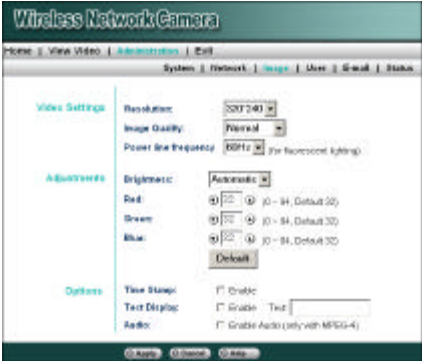 Wireless Network Camera
Home | View Video | Administration | Exit
System | Network | Image | User | E-mail | Status
Video Settings Resolution: 320*240
Image Quality: Normal
Power line frequency 60Hz (for fluorescent lighting)
Adjustments Brightness: Automatic
Red: 32 (0 ~ 64, Default 32)
Green: 32 (0 ~ 64, Default 32)
Blue: 32 (0 ~ 64, Default 32)
Default
Options Time Stamp: Enable
Text Display: Enable Text
Audio: Enable Audio (only with MPEG-4)
Apply Cancel Help